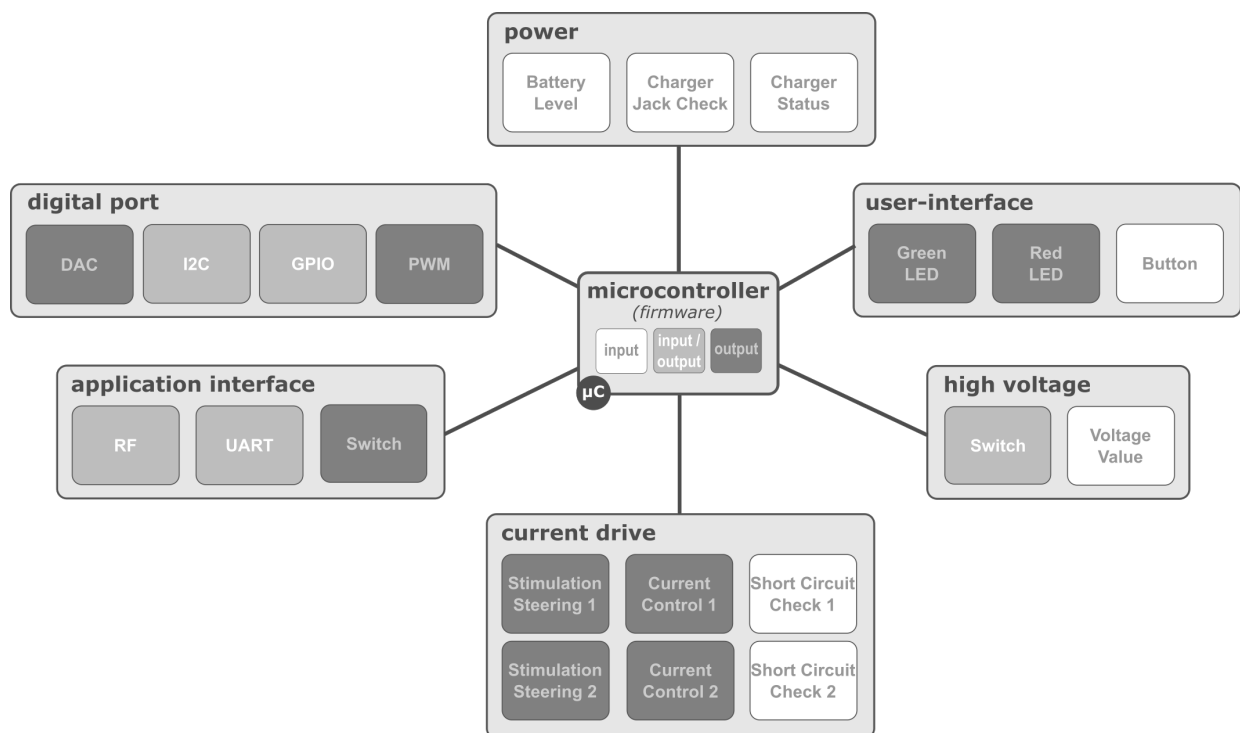 power
Battery
Level
Charger
Jack Check
Charger
Status
digital port
DAC
I2C
GPIO
PWM
user-interface
Green
LED
Red
LED
Button
microcontroller
(firmware)
input
input /
output
output
µC
application interface
RF
UART
Switch
high voltage
Switch
Voltage
Value
current drive
Stimulation
Steering 1
Current
Control 1
Short Circuit
Check 1
Stimulation
Steering 2
Current
Control 2
Short Circuit
Check 2